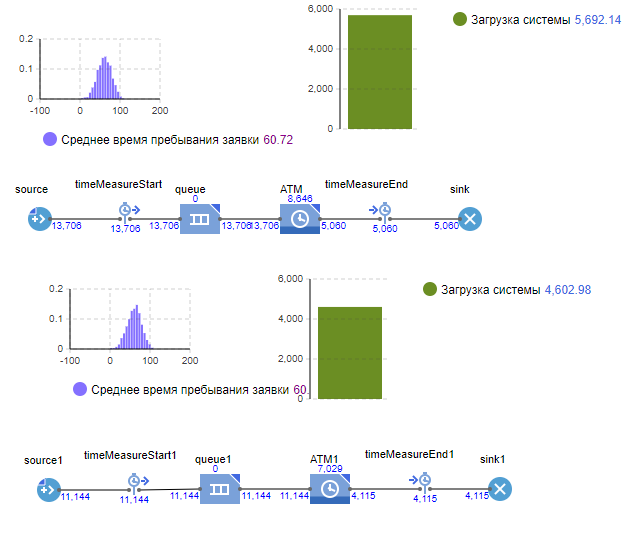 6,000
Загрузка системы 5,692.14
4,000
2,000
0
0.2
0.1
0
-100 0 100 200
Среднее время пребывания заявки 60.72
source timeMeasureStart queue ATM timeMeasureEnd sink
0 8,646
13,706 13,706 13,706 13,706 13,706 5,060 5,060 5,060
6,000
Загрузка системы 4,602.98
4,000
2,000
0
0.2
0.1
0
-100 0 100 200
Среднее время пребывания заявки 60.
source1 timeMeasureStart1 queue1 ATM1 timeMeasureEnd1 sink1
0 7,029
11,144 11,144 11,144 11,144 11,144 4,115 4,115 4,115